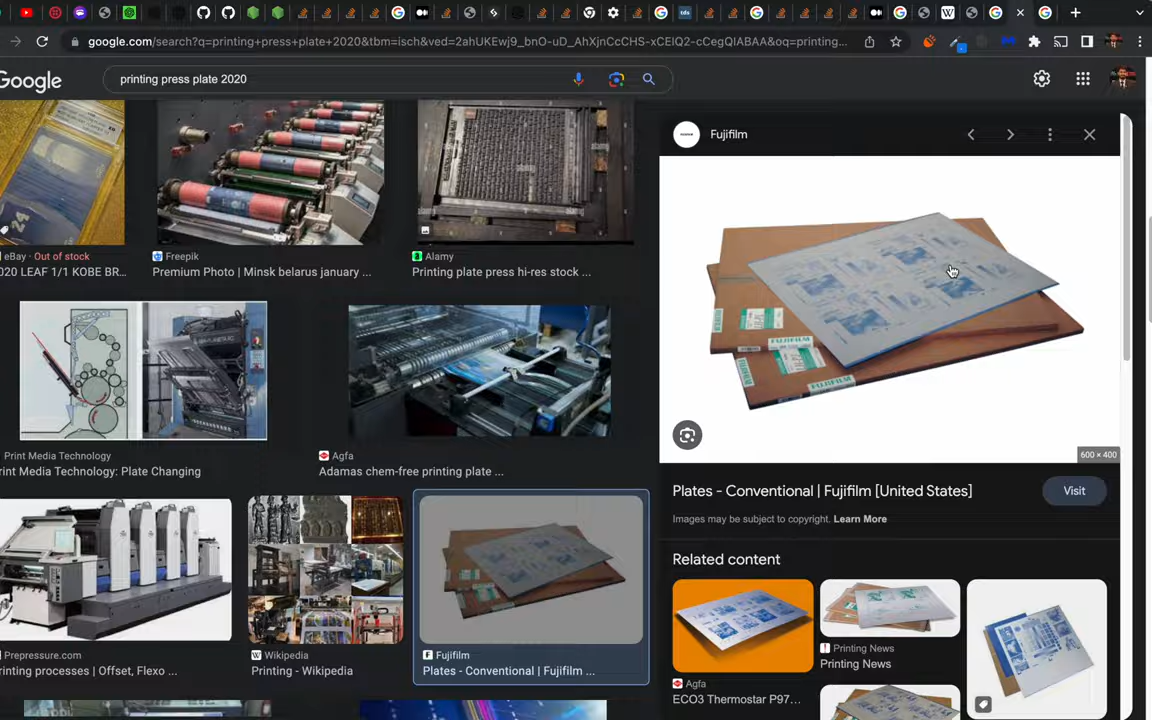 google.com/search?q=printing+press+plate+2020&tbm=isch&ved=2ahUKEwj9_bnO-uD_AhXjnCcCHS-xCEIQ2-cCegQIABAA&oq=printing...
Google
printing press plate 2020
Fujifilm
eBay · Out of stock
020 LEAF 1/1 KOBE BR...
Freepik
Premium Photo | Minsk belarus january ...
alamy
Alamy
Printing plate press hi-res stock ...
FUJIFILM
FUJIFILM
FUJIFILM
600 × 400
Print Media Technology
rint Media Technology: Plate Changing
Agfa
Adamas chem-free printing plate ...
Plates - Conventional | Fujifilm [United States]
Visit
Images may be subject to copyright. Learn More
Related content
Prepressure.com
rinting processes | Offset, Flexo ...
Wikipedia
Printing - Wikipedia
Fujifilm
Plates - Conventional | Fujifilm ...
Agfa
ECO3 Thermostar P97...
Printing News
Printing News